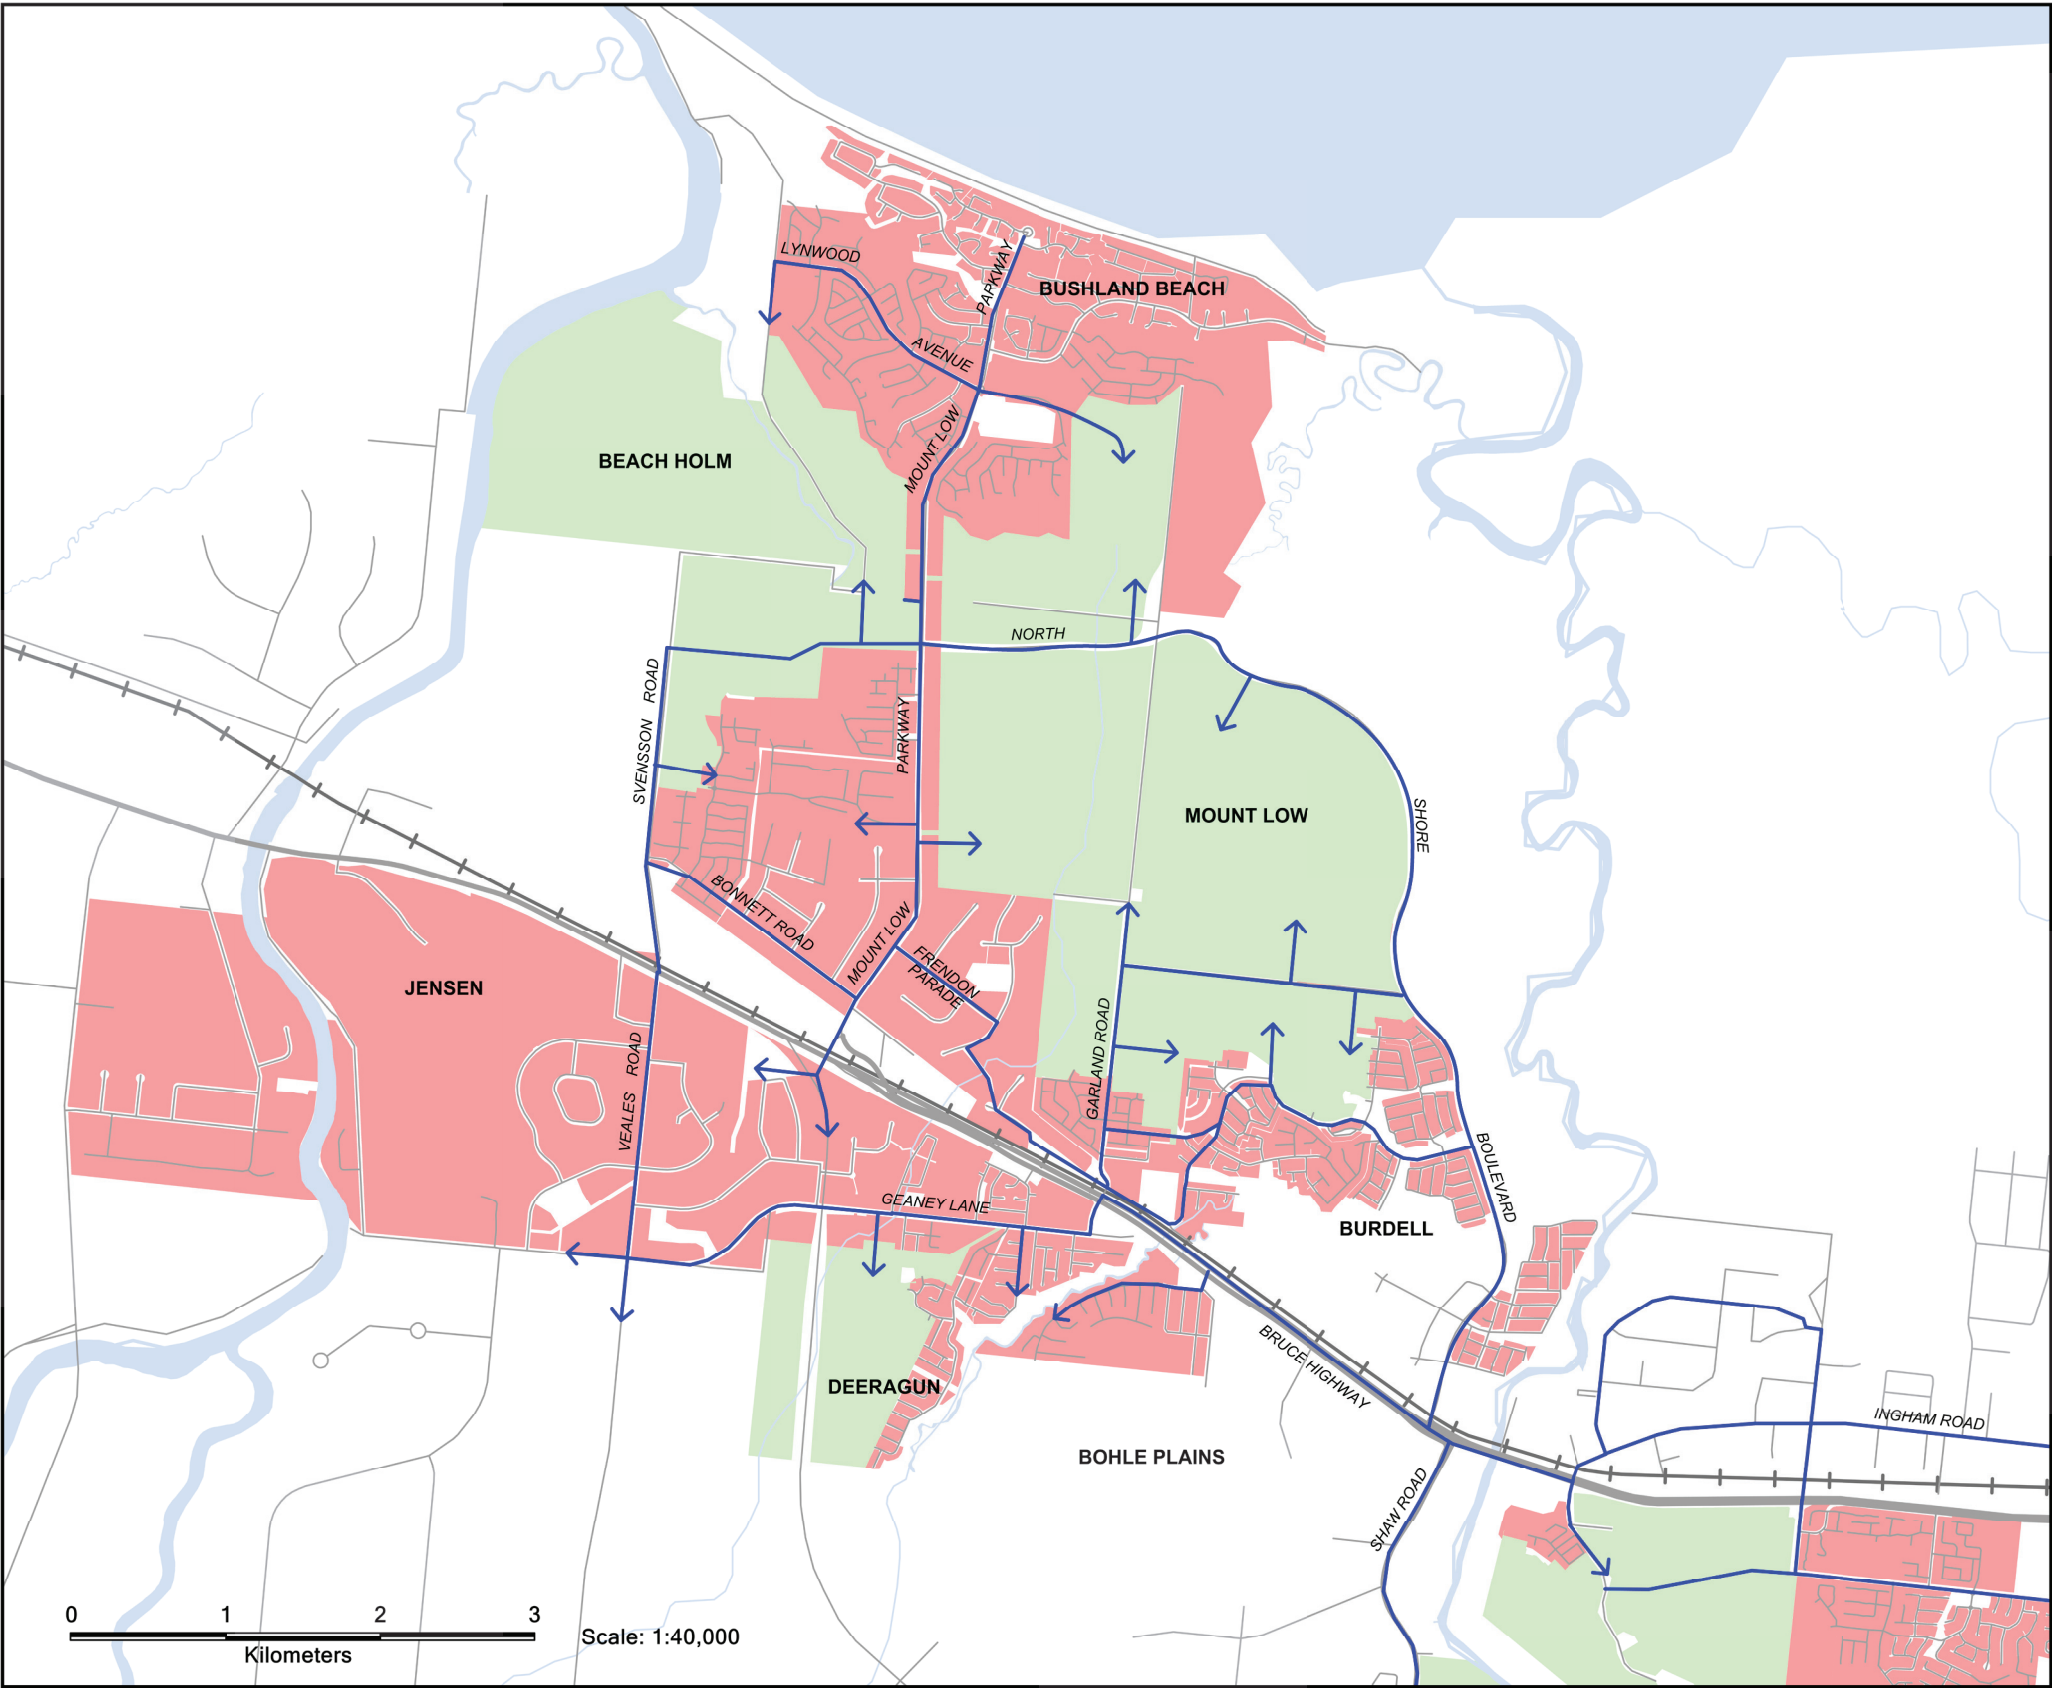 LYNWOOD
PARKWAY
BUSHLAND BEACH
AVENUE
MOUNT LOW
BEACH HOLM
NORTH
SVENSSON ROAD
PARKWAY
MOUNT LOW
SHORE
BONNETT ROAD
MOUNT LOW
FRENDON
PARADE
JENSEN
GARLAND ROAD
VEALES ROAD
BOULEVARD
GEANEY LANE
BURDELL
BRUCE HIGHWAY
DEERAGUN
INGHAM ROAD
BOHLE PLAINS
SHAW ROAD
0 1 2 3
Kilometers
Scale: 1:40,000